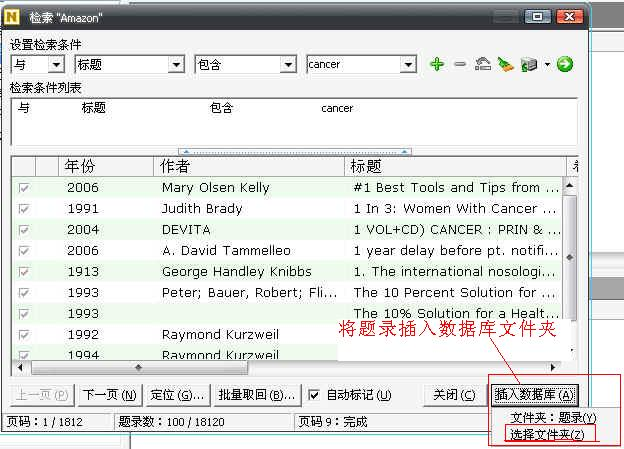 N 检索 "Amazon"
设置检索条件
与 标题 包含 cancer
检索条件列表
与 标题 包含 cancer
年份 作者 标题
2006 Mary Olsen Kelly #1 Best Tools and Tips from ...
1991 Judith Brady 1 In 3: Women With Cancer ...
2004 DEVITA 1 VOL+CD) CANCER : PRIN & ...
2006 A. David Tammelleo 1 year delay before pt. notifi...
1913 George Handley Knibbs 1. The international nosologi...
1993 Peter; Bauer, Robert; Fli... The 10 Percent Solution for ...
1993 The 10% Solution for a Healt...
1992 Raymond Kurzweil
1994 Raymond Kurzweil
将题录插入数据库文件夹
上一页 (P) 下一页 (N) 定位 (G)... 批量取回 (B)... 自动标记 (U) 关闭 (C) 插入数据库 (A)
页码：1 / 1812 题录数：100 / 18120 页码 9：完成
文件夹：题录(Y)
选择文件夹(Z)